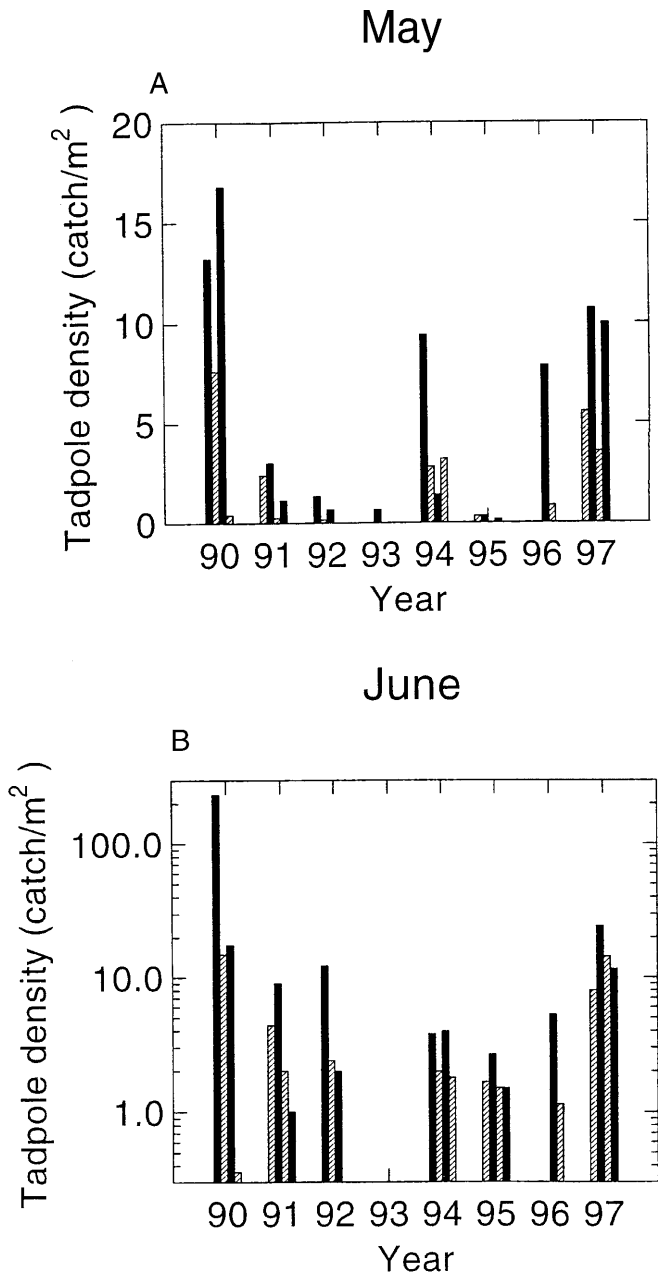 May
A
Tadpole density (catch/m²)
20
15
10
5
0
90 91 92 93 94 95 96 97
Year
June
B
Tadpole density (catch/m²)
100.0
10.0
1.0
90 91 92 93 94 95 96 97
Year